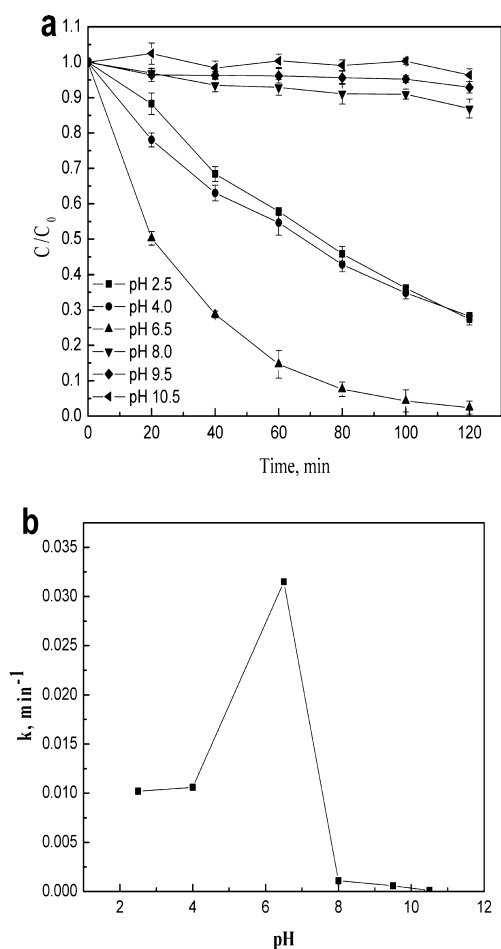 a
1.1
1.0
0.9
0.8
0.7
0.6
0.5
0.4
0.3
0.2
0.1
0.0
C/C₀
pH 2.5
pH 4.0
pH 6.5
pH 8.0
pH 9.5
pH 10.5
0 20 40 60 80 100 120
Time, min
b
0.035
0.030
0.025
0.020
0.015
0.010
0.005
0.000
k, min⁻¹
2 4 6 8 10 12
pH